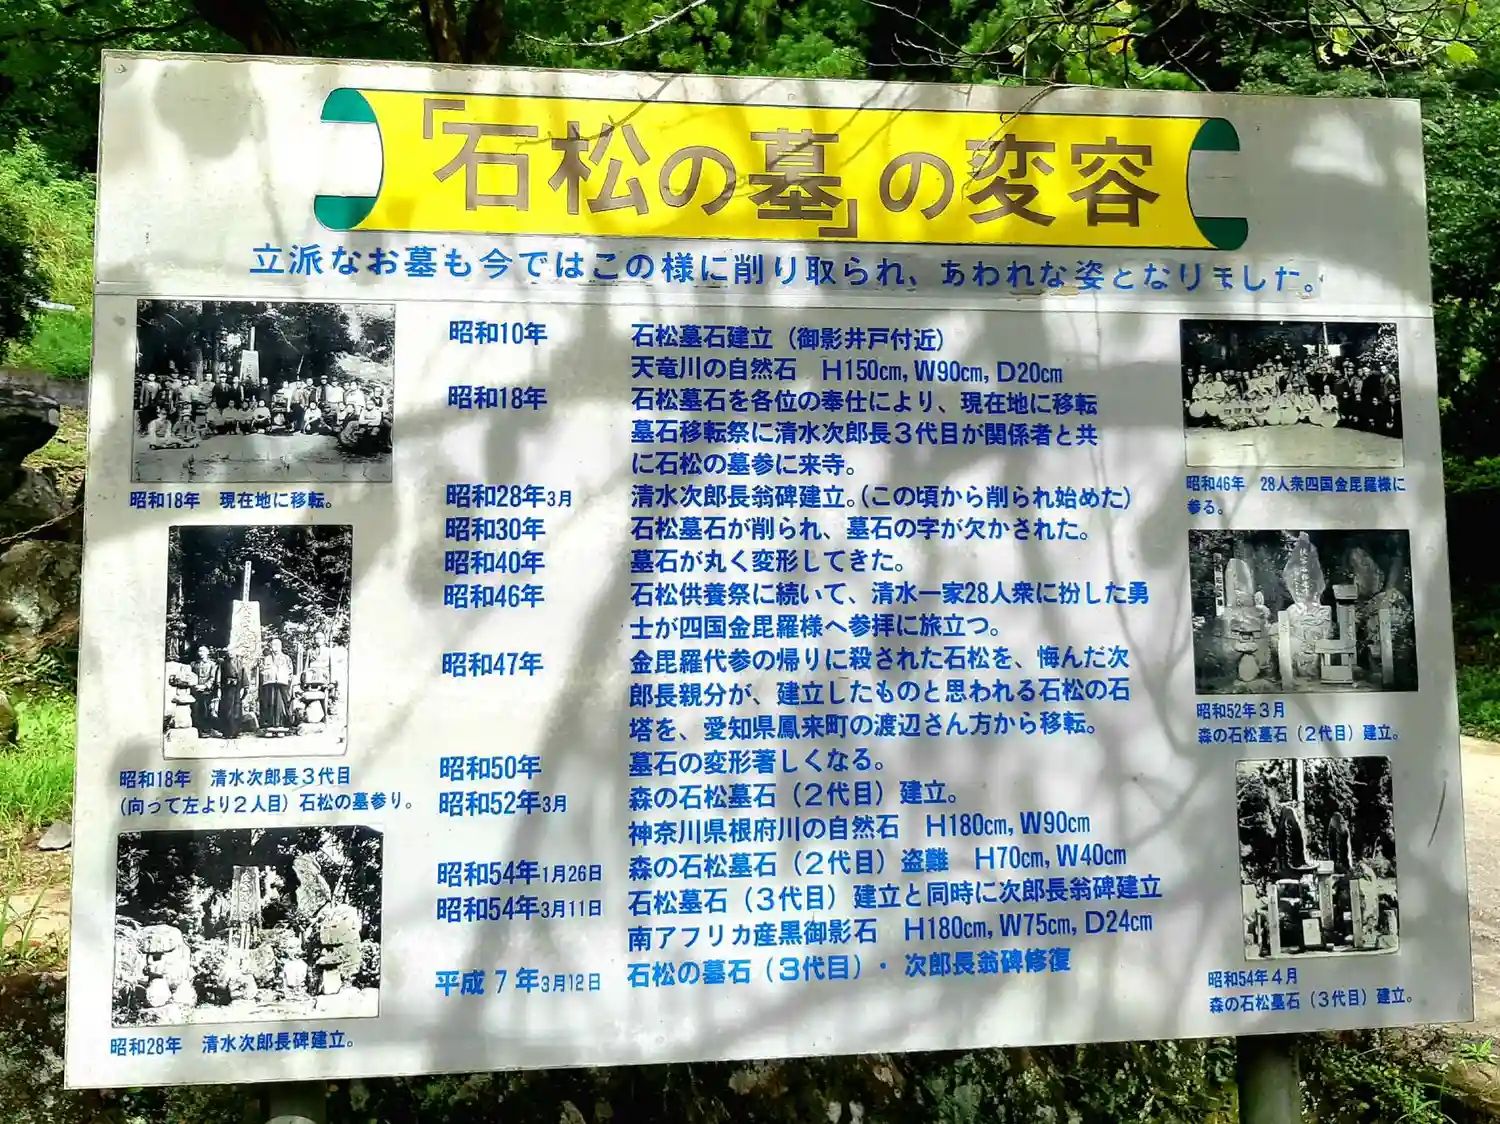 「石松の墓」の変容
立派なお墓も今ではこの様に削り取られ、あわれな姿となりました。
昭和18年 現在地に移転。
昭和18年 清水次郎長3代目
(向って左より2人目)石松の墓参り。
昭和28年 清水次郎長碑建立。
昭和10年 石松墓石建立(御影井戸付近)
天竜川の自然石 H150cm, W90cm, D20cm
昭和18年 石松墓石を各位の奉仕により、現在地に移転
墓石移転祭に清水次郎長3代目が関係者と共
に石松の墓参に来寺。
昭和28年3月 清水次郎長翁碑建立。(この頃から削られ始めた)
昭和30年 石松墓石が削られ、墓石の字が欠かされた。
昭和40年 墓石が丸く変形してきた。
昭和46年 石松供養祭に続いて、清水一家28人衆に扮した勇
士が四国金毘羅様へ参拝に旅立つ。
昭和47年 金毘羅代参の帰りに殺された石松を、悔んだ次
郎長親分が、建立したものと思われる石松の石
塔を、愛知県鳳来町の渡辺さん方から移転。
昭和50年 墓石の変形著しくなる。
昭和52年3月 森の石松墓石(2代目)建立。
神奈川県根府川の自然石 H180cm, W90cm
昭和54年1月26日 森の石松墓石(2代目)盗難 H70cm, W40cm
昭和54年3月11日 石松墓石(3代目)建立と同時に次郎長翁碑建立
南アフリカ産黒御影石 H180cm, W75cm, D24cm
平成7年3月12日 石松の墓石(3代目)・次郎長翁碑修復
昭和46年 28人衆四国金毘羅様に
参る。
昭和52年3月
森の石松墓石(2代目)建立。
昭和54年4月
森の石松墓石(3代目)建立。